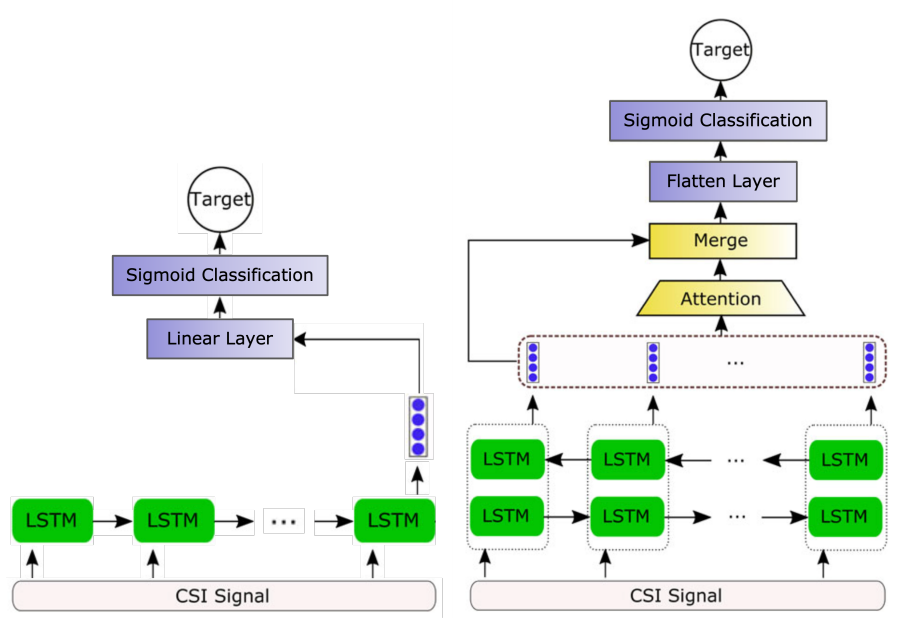 Target
Sigmoid Classification
Linear Layer
LSTM
LSTM
...
LSTM
CSI Signal
Target
Sigmoid Classification
Flatten Layer
Merge
Attention
...
LSTM
LSTM
...
LSTM
LSTM
LSTM
...
LSTM
CSI Signal